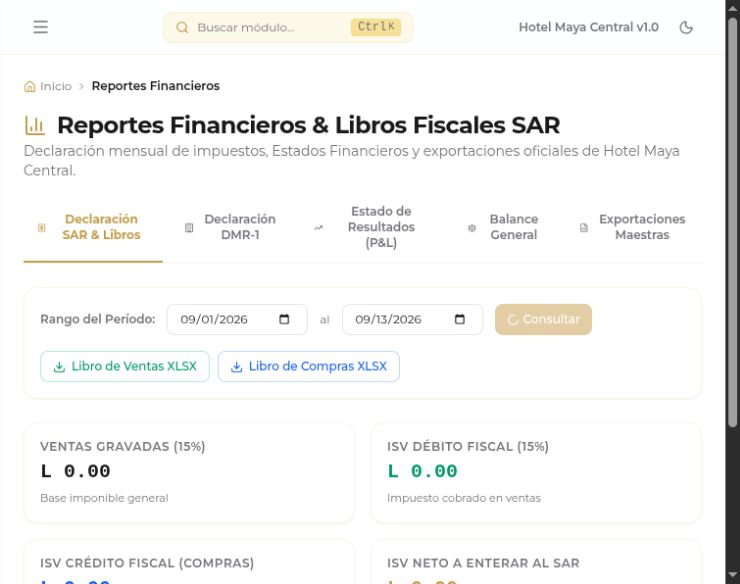 Buscar módulo...
Ctrl K
Hotel Maya Central v1.0
Inicio > Reportes Financieros
Reportes Financieros & Libros Fiscales SAR
Declaración mensual de impuestos, Estados Financieros y exportaciones oficiales de Hotel Maya
Central.
Declaración
SAR & Libros
Declaración
DMR-1
Estado de
Resultados
(P&L)
Balance
General
Exportaciones
Maestras
Rango del Período: 09/01/2026 al 09/13/2026 Consultar
Libro de Ventas XLSX
Libro de Compras XLSX
VENTAS GRAVADAS (15%)
L 0.00
Base imponible general
ISV DÉBITO FISCAL (15%)
L 0.00
Impuesto cobrado en ventas
ISV CRÉDITO FISCAL (COMPRAS)
L 0.00
ISV NETO A ENTERAR AL SAR
L 0.00